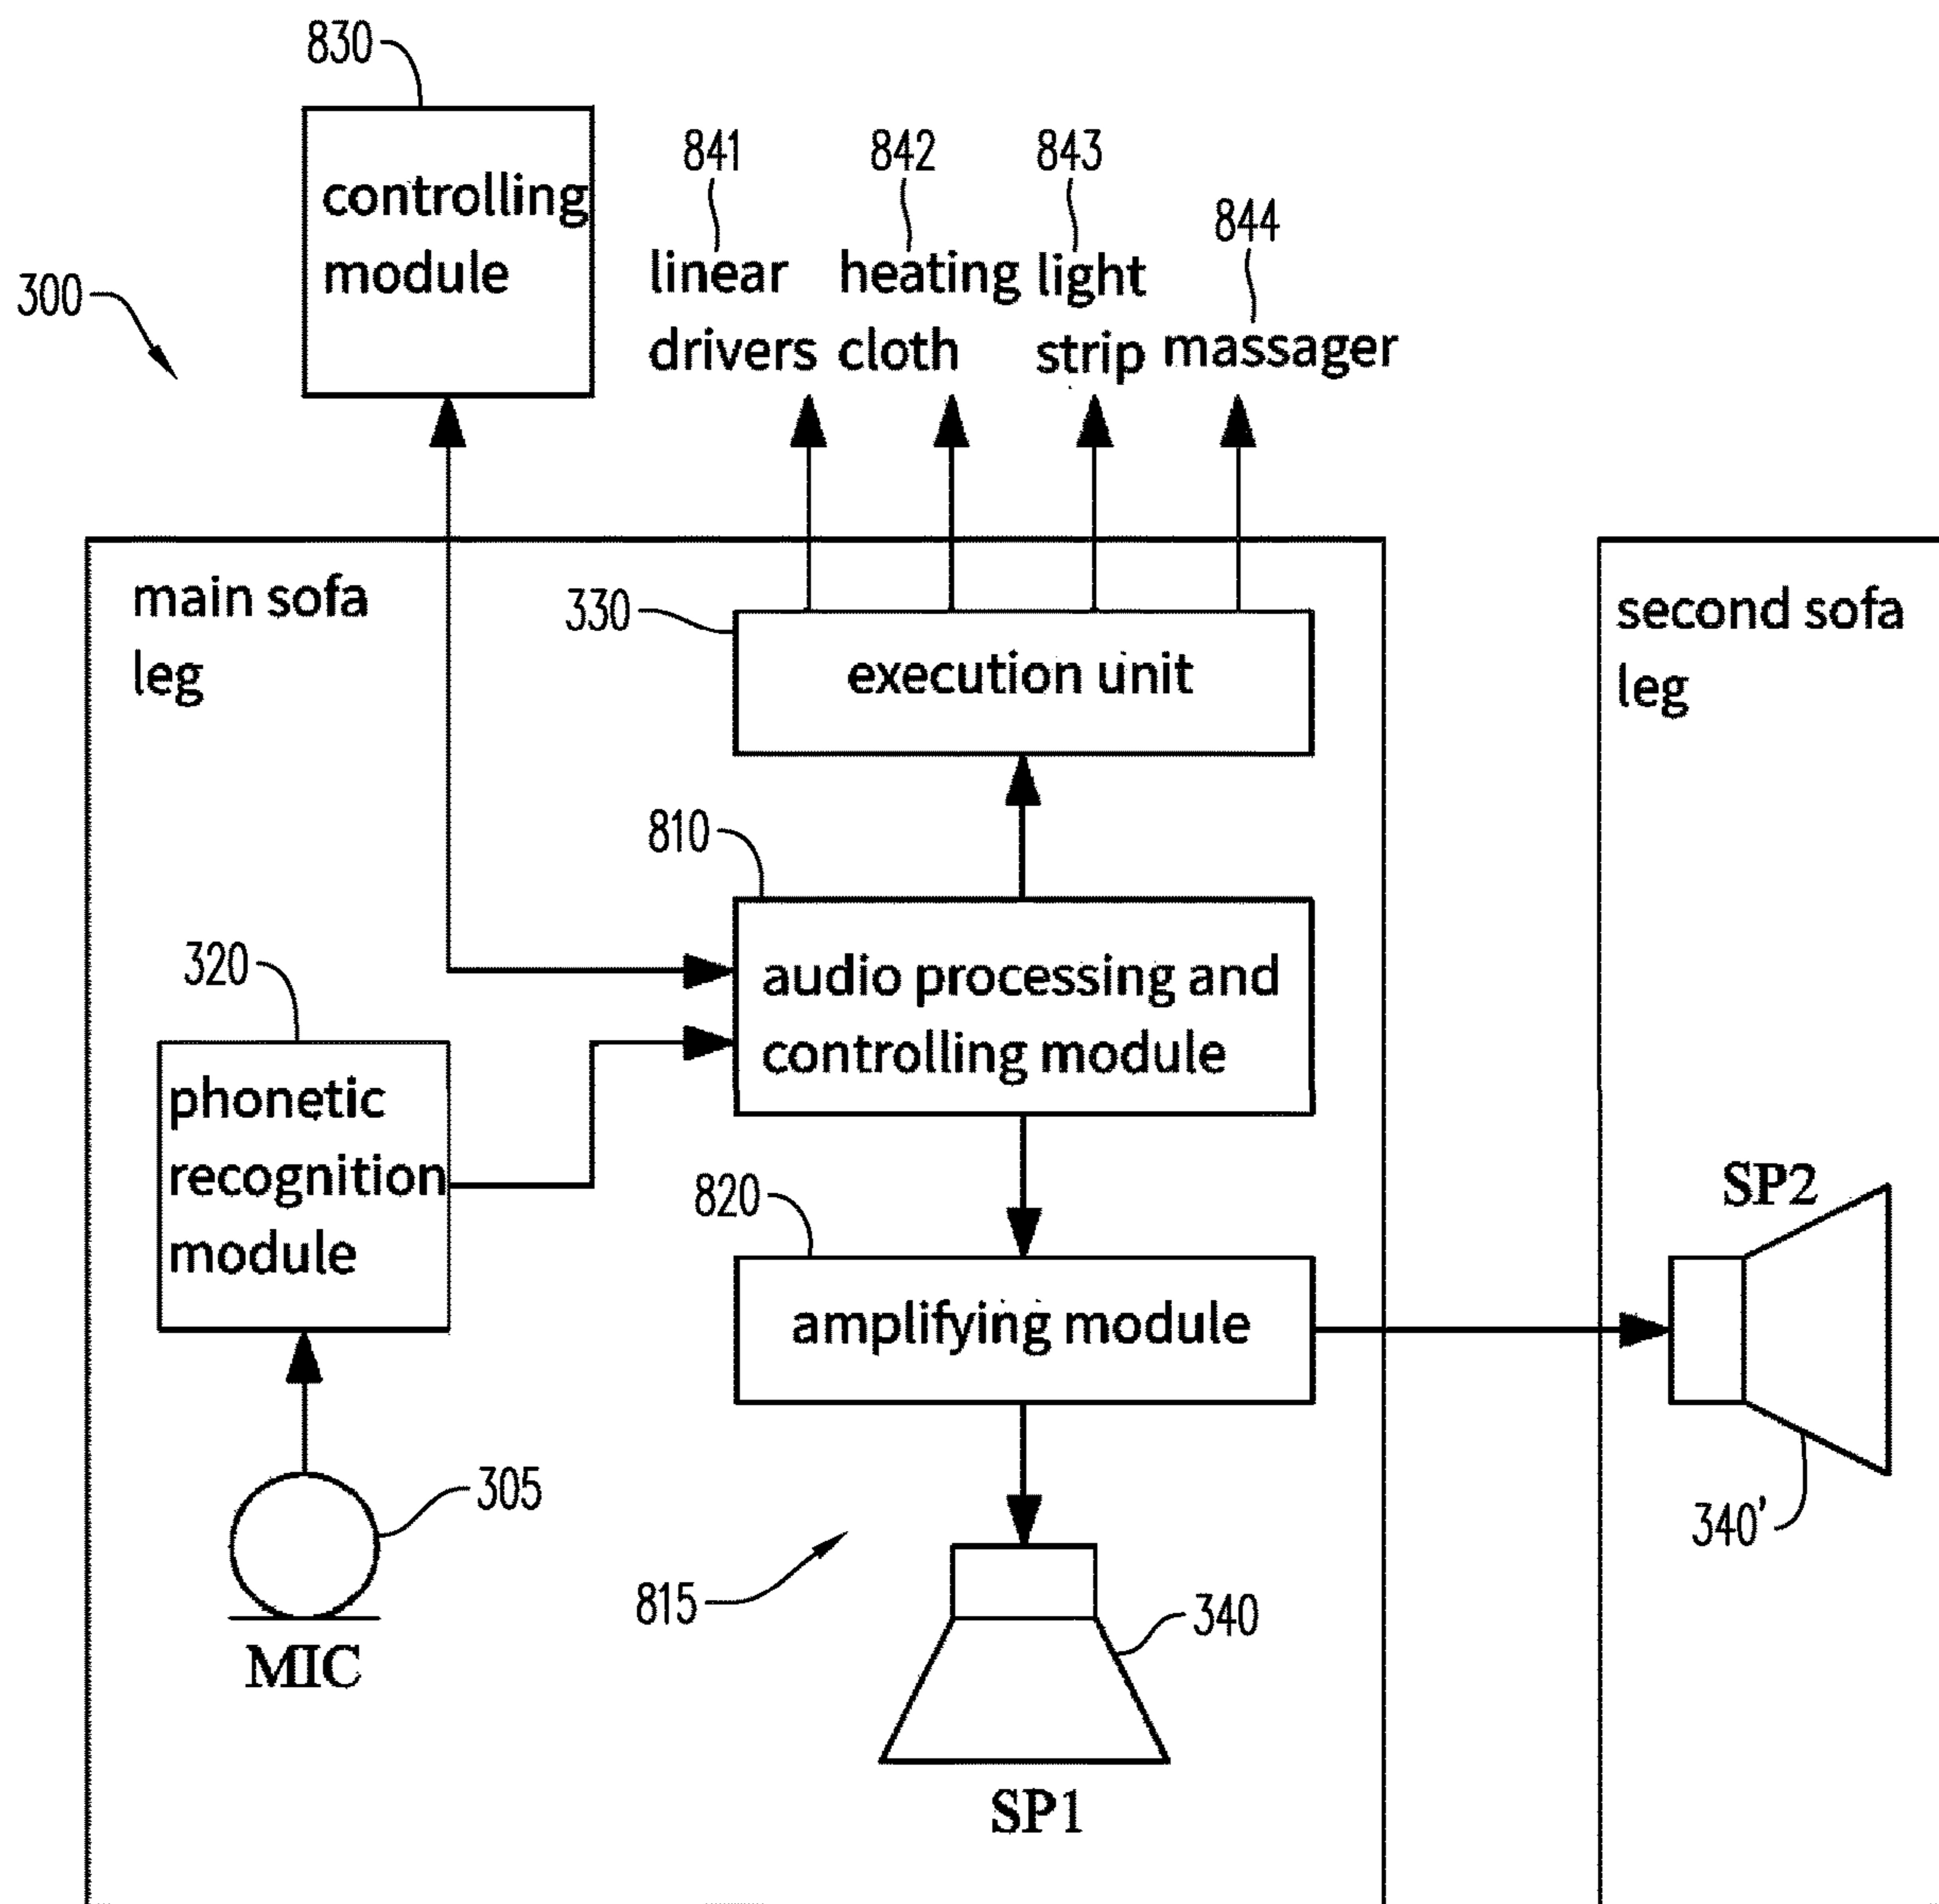 830
controlling
module
300
841
842
843
844
linear
drivers
heating
cloth
light
strip
massager
main sofa
leg
330
execution unit
second sofa
leg
810
audio processing and
controlling module
320
phonetic
recognition
module
820
amplifying module
SP2
340'
305
MIC
815
340
SP1